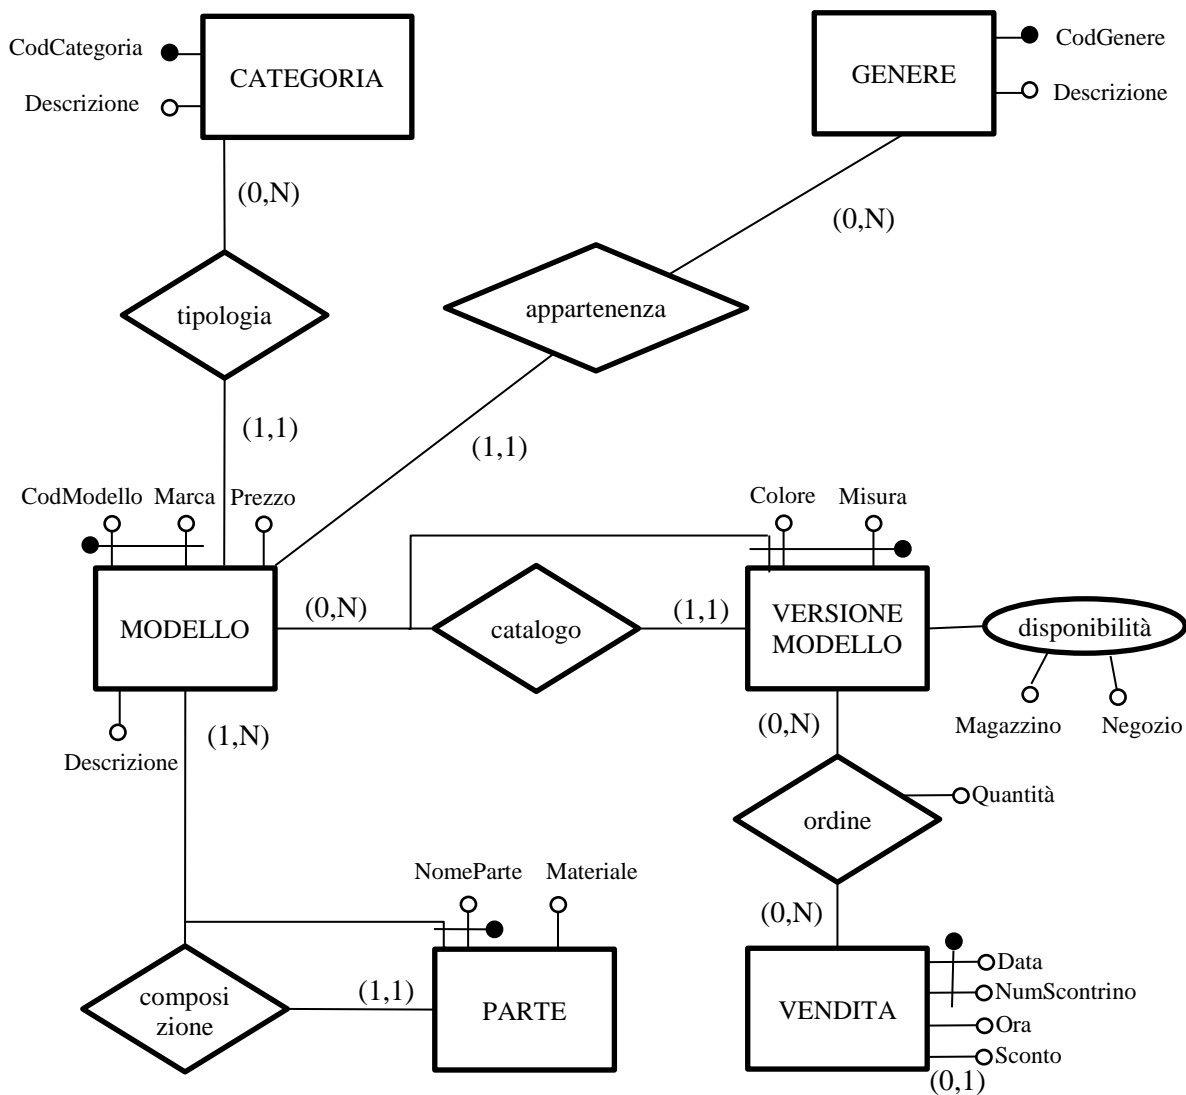 CodCategoria
CATEGORIA
Descrizione
CodGenere
GENERE
Descrizione
(0,N)
(0,N)
tipologia
appartenenza
(1,1)
(1,1)
CodModello Marca Prezzo
Colore Misura
MODELLO
(0,N)
catalogo
(1,1)
VERSIONE
MODELLO
disponibilità
Magazzino Negozio
(1,N)
Descrizione
(0,N)
ordine
Quantità
NomeParte Materiale
(0,N)
composi
zione
(1,1)
PARTE
VENDITA
Data
NumScontrino
Ora
Sconto
(0,1)